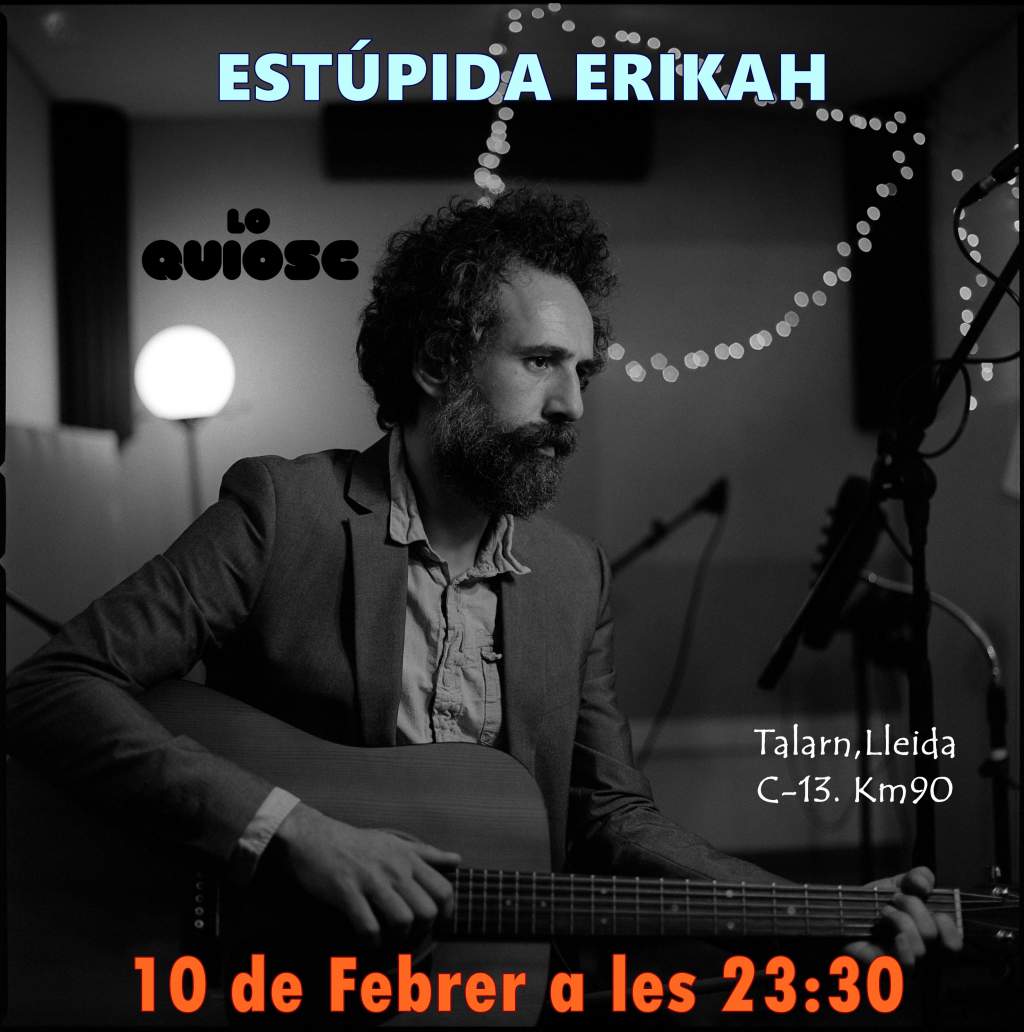 ESTÚPIDA ERIKAH
LO
QUIOSC
Talarn,Lleida
C-13. Km90
10 de Febrer a les 23:30